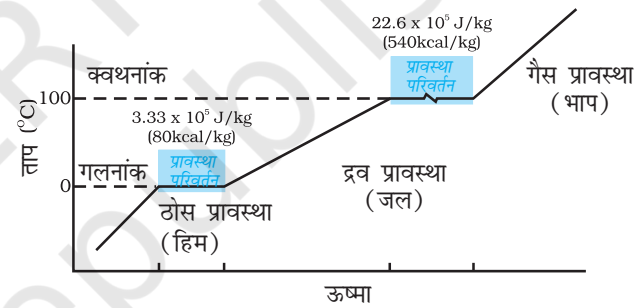 22.6 x 10⁵ J/kg
(540kcal/kg)
प्रावस्था
परिवर्तन
क्वथनांक
गैस प्रावस्था
(भाप)
100
3.33 x 10⁵ J/kg
(80kcal/kg)
ताप (°C)
गलनांक
प्रावस्था
परिवर्तन
द्रव प्रावस्था
(जल)
0
ठोस प्रावस्था
(हिम)
ऊष्मा